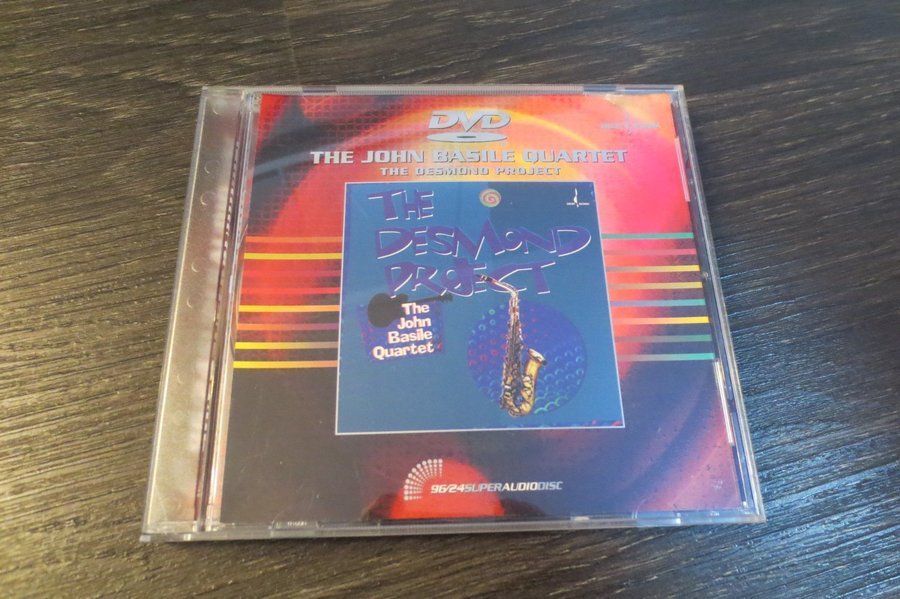 DVD
THE JOHN BASILE QUARTET
THE DESMOND PROJECT
THE
DESMOND
PROJECT
The
John
Basile
Quartet
96/24SUPERAUDIODISC